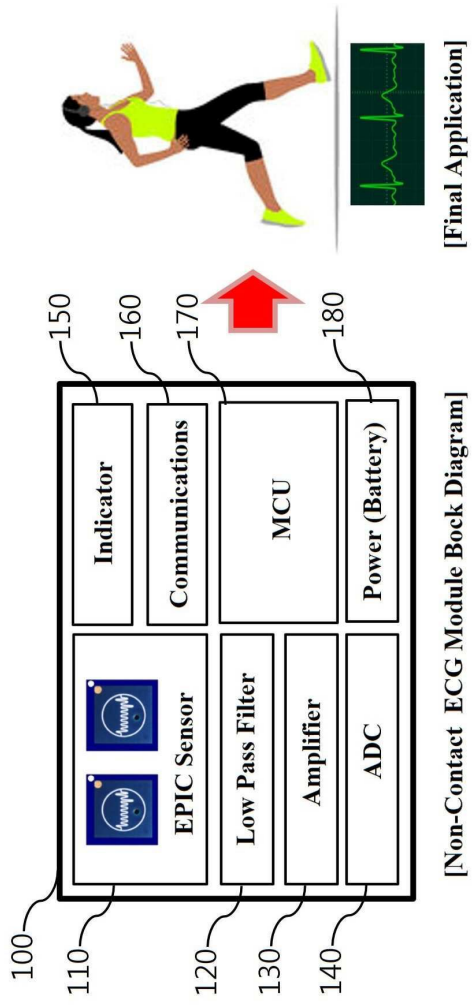 100
110
120
130
140
EPIC Sensor
Low Pass Filter
Amplifier
ADC
Indicator
Communications
MCU
Power (Battery)
150
160
170
180
[Non-Contact ECG Module Bock Diagram]
[Final Application]